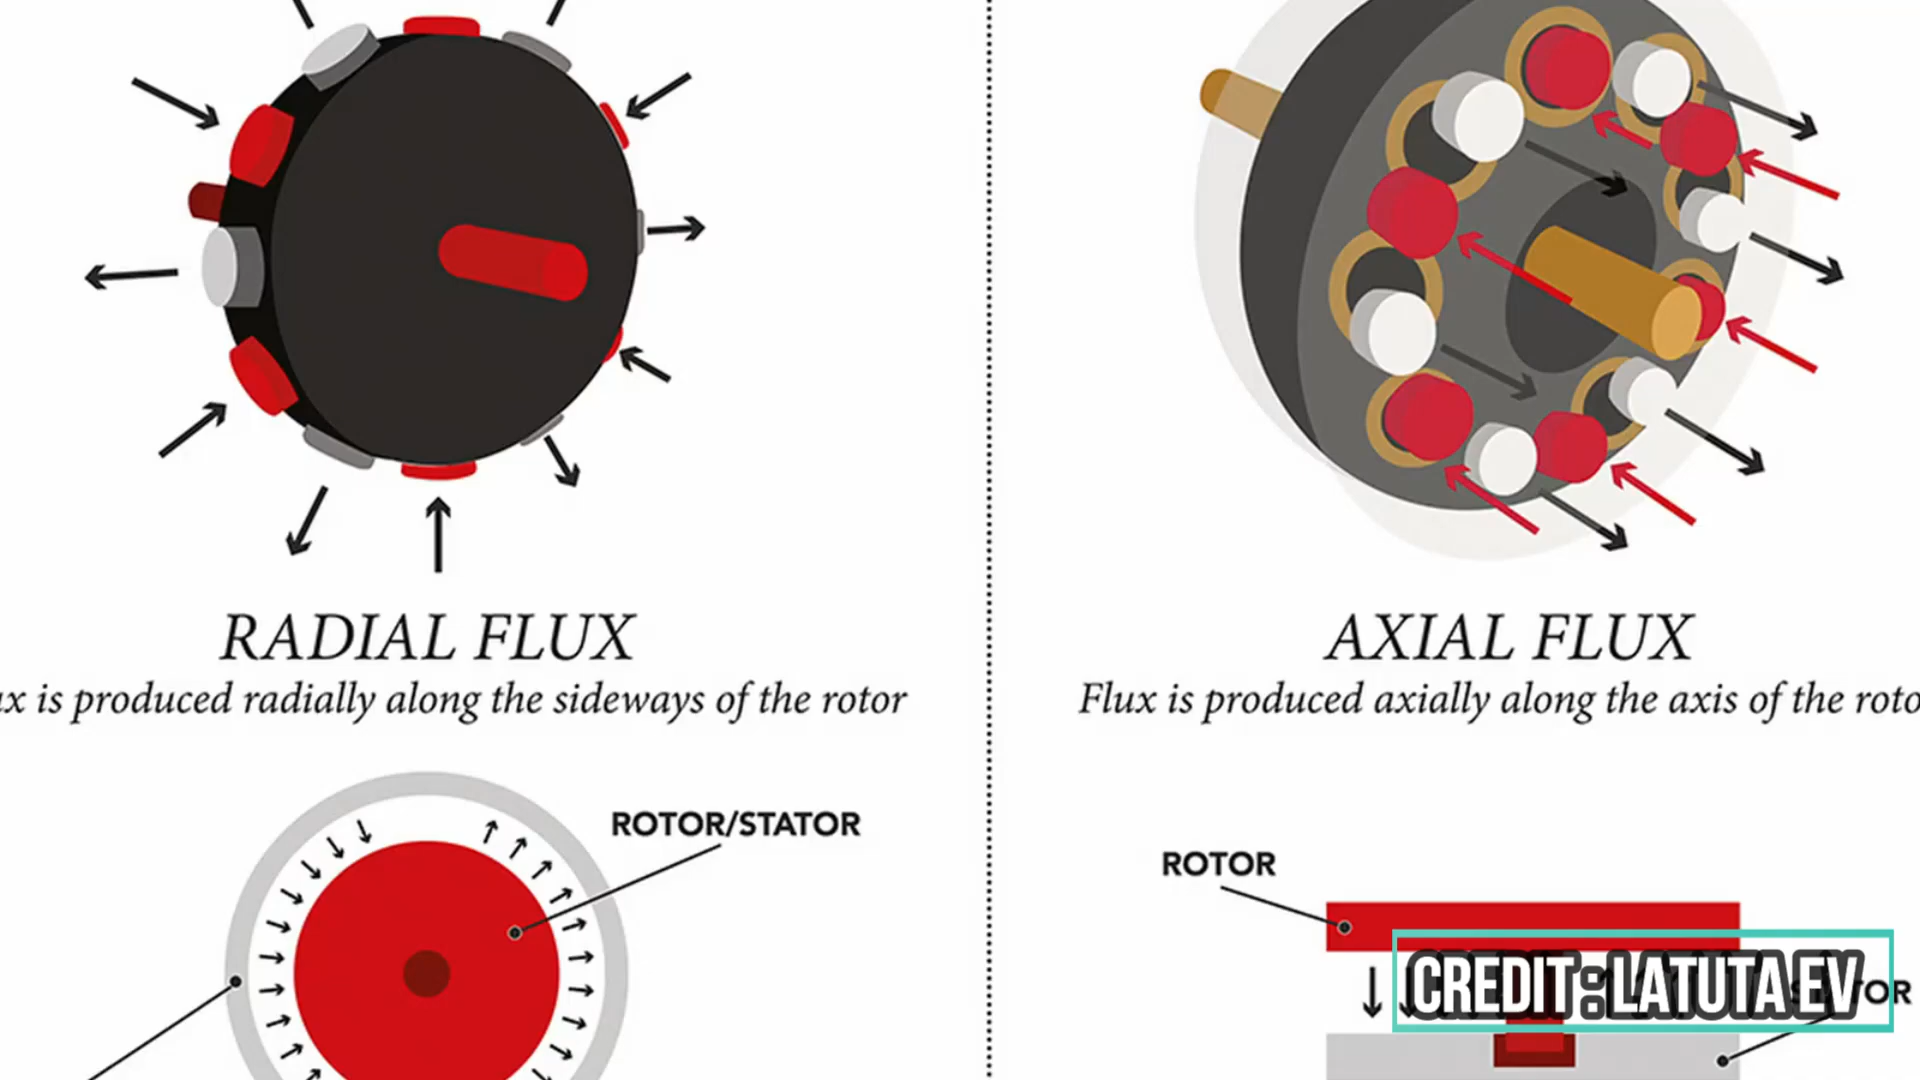 RADIAL FLUX
is produced radially along the sideways of the rotor
AXIAL FLUX
Flux is produced axially along the axis of the roto
ROTOR/STATOR
ROTOR
CREDIT : LATUTA EV